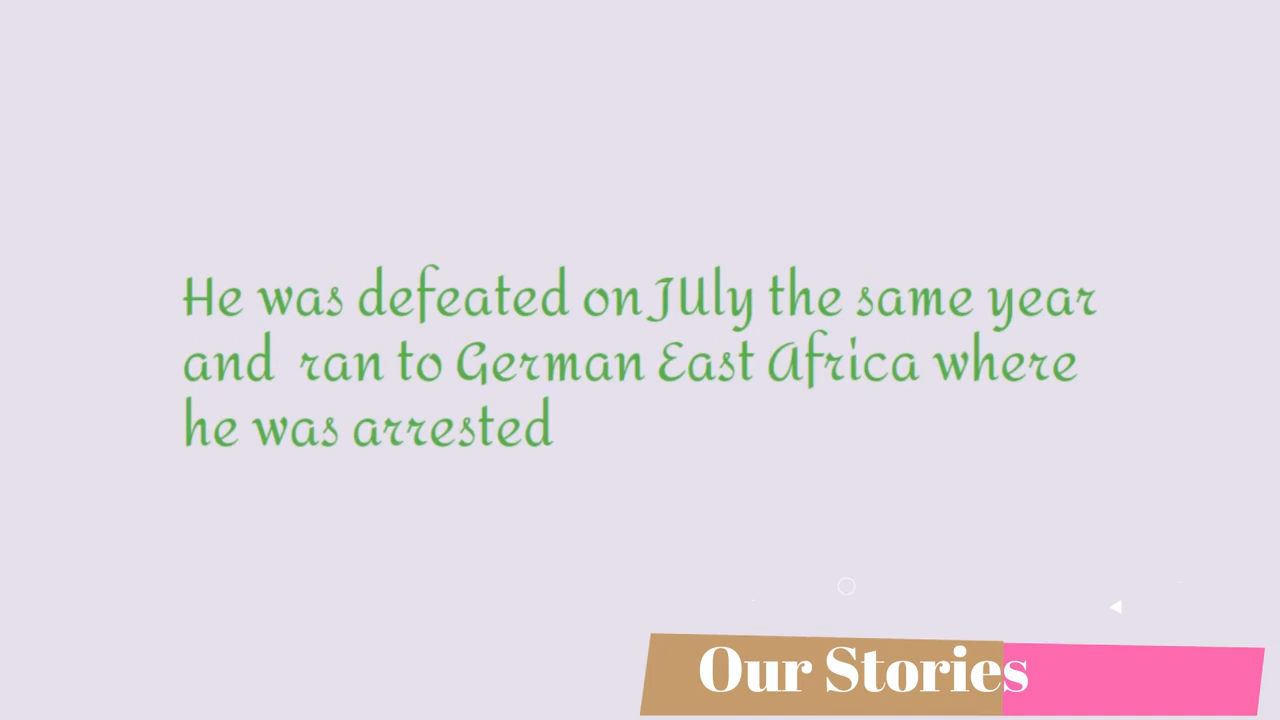 He was defeated on JUly the same year
and ran to German East Africa where
he was arrested
Our Stories